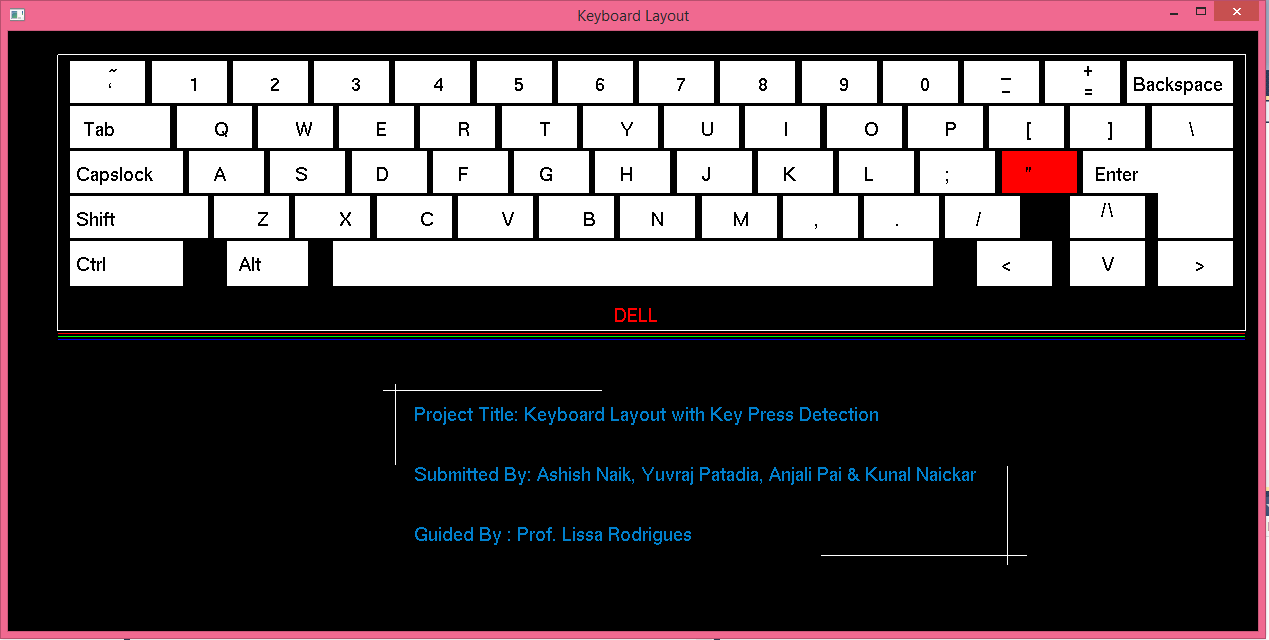 Keyboard Layout
~ 1 2 3 4 5 6 7 8 9 0 _ + Backspace
‘ - =
Tab Q W E R T Y U I O P [ ] \
Capslock A S D F G H J K L ; " Enter
Shift Z X C V B N M , . / /\
Ctrl Alt < V >
DELL
Project Title: Keyboard Layout with Key Press Detection
Submitted By: Ashish Naik, Yuvraj Patadia, Anjali Pai & Kunal Naickar
Guided By : Prof. Lissa Rodrigues